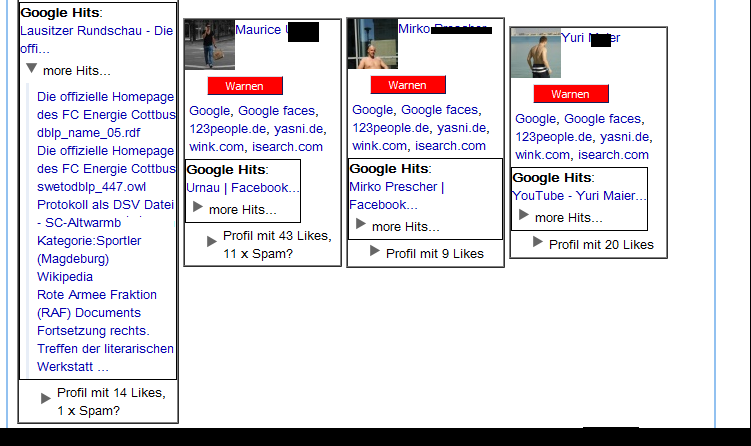 Google Hits:
Lausitzer Rundschau - Die
offi...
more Hits...
Die offizielle Homepage
des FC Energie Cottbus
dblp_name_05.rdf
Die offizielle Homepage
des FC Energie Cottbus
swetodblp_447.owl
Protokoll als DSV Datei
- SC-Altwarmb
Kategorie:Sportler
(Magdeburg)
Wikipedia
Rote Armee Fraktion
(RAF) Documents
Fortsetzung rechts.
Treffen der literarischen
Werkstatt ...
Profil mit 14 Likes,
1 x Spam?
Maurice
Warnen
Google, Google faces,
123people.de, yasni.de,
wink.com, isearch.com
Google Hits:
Urnau | Facebook...
more Hits...
Profil mit 43 Likes,
11 x Spam?
Mirko
Warnen
Google, Google faces,
123people.de, yasni.de,
wink.com, isearch.com
Google Hits:
Mirko Prescher |
Facebook...
more Hits...
Profil mit 9 Likes
Yuri
Warnen
Google, Google faces,
123people.de, yasni.de,
wink.com, isearch.com
Google Hits:
YouTube - Yuri Maier...
more Hits...
Profil mit 20 Likes